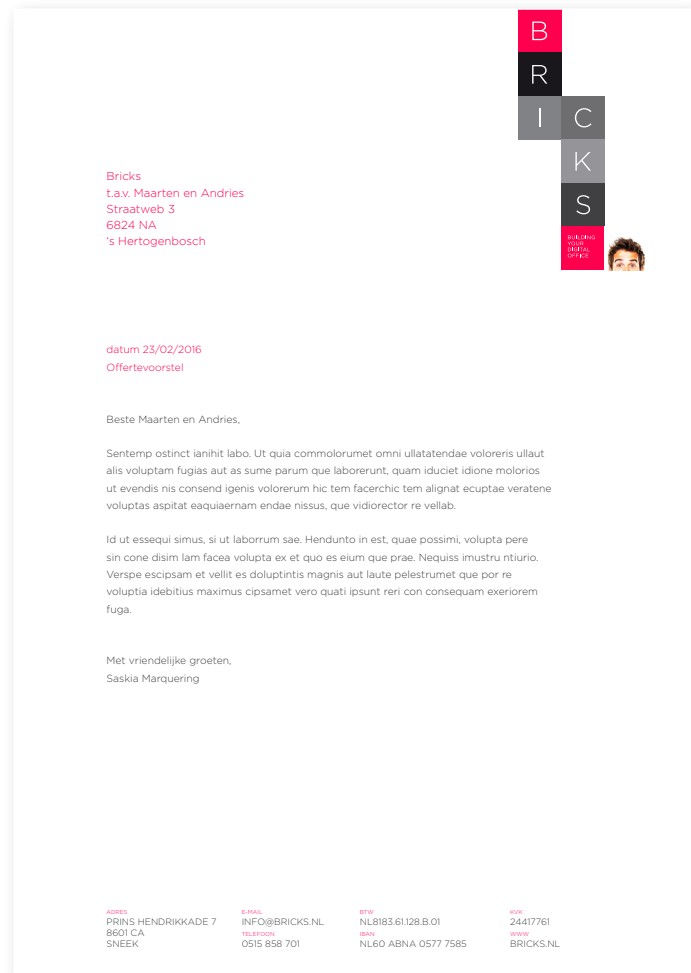 B
R
I C
K
S
BUILDING
YOUR
DIGITAL
OFFICE
Bricks
t.a.v. Maarten en Andries
Straatweb 3
6824 NA
's Hertogenbosch
datum 23/02/2016
Offertevoorstel
Beste Maarten en Andries,
Sentemp ostinct ianihit labo. Ut quia commolorumet omni ullatatendae voloreris ullaut
alis voluptam fugias aut as sume parum que laborerunt, quam iduciet idione molorios
ut evendis nis consend igenis volorerum hic tem facerchic tem alignat ecuptae veratene
voluptas aspitat eaquiaernam endae nissus, que vidiorector re vellab.
Id ut essequi simus, si ut laborrum sae. Hendunto in est, quae possimi, volupta pere
sin cone disim lam facea volupta ex et quo es eium que prae. Nequiss imustru ntiurio.
Verspe escipsam et vellit es doluptintis magnis aut laute pelestrumet que por re
voluptia idebitius maximus cipsamet vero quati ipsunt reri con consequam exeriorem
fuga.
Met vriendelijke groeten,
Saskia Marquering
ADRES
PRINS HENDRIKKADE 7
8601 CA
SNEEK
E-MAIL
INFO@BRICKS.NL
TELEFOON
0515 858 701
BTW
NL8183.61.128.B.01
IBAN
NL60 ABNA 0577 7585
KVK
24417761
WWW
BRICKS.NL